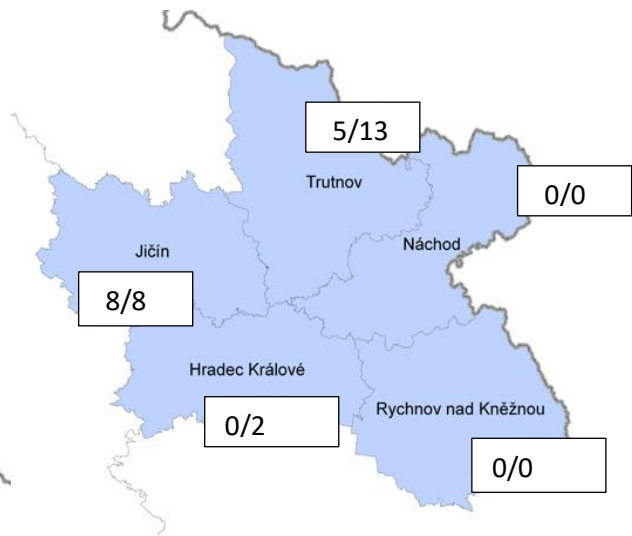 5/13
Trutnov
0/0
Náchod
Jičín
8/8
Hradec Králové
0/2
Rychnov nad Kněžnou
0/0